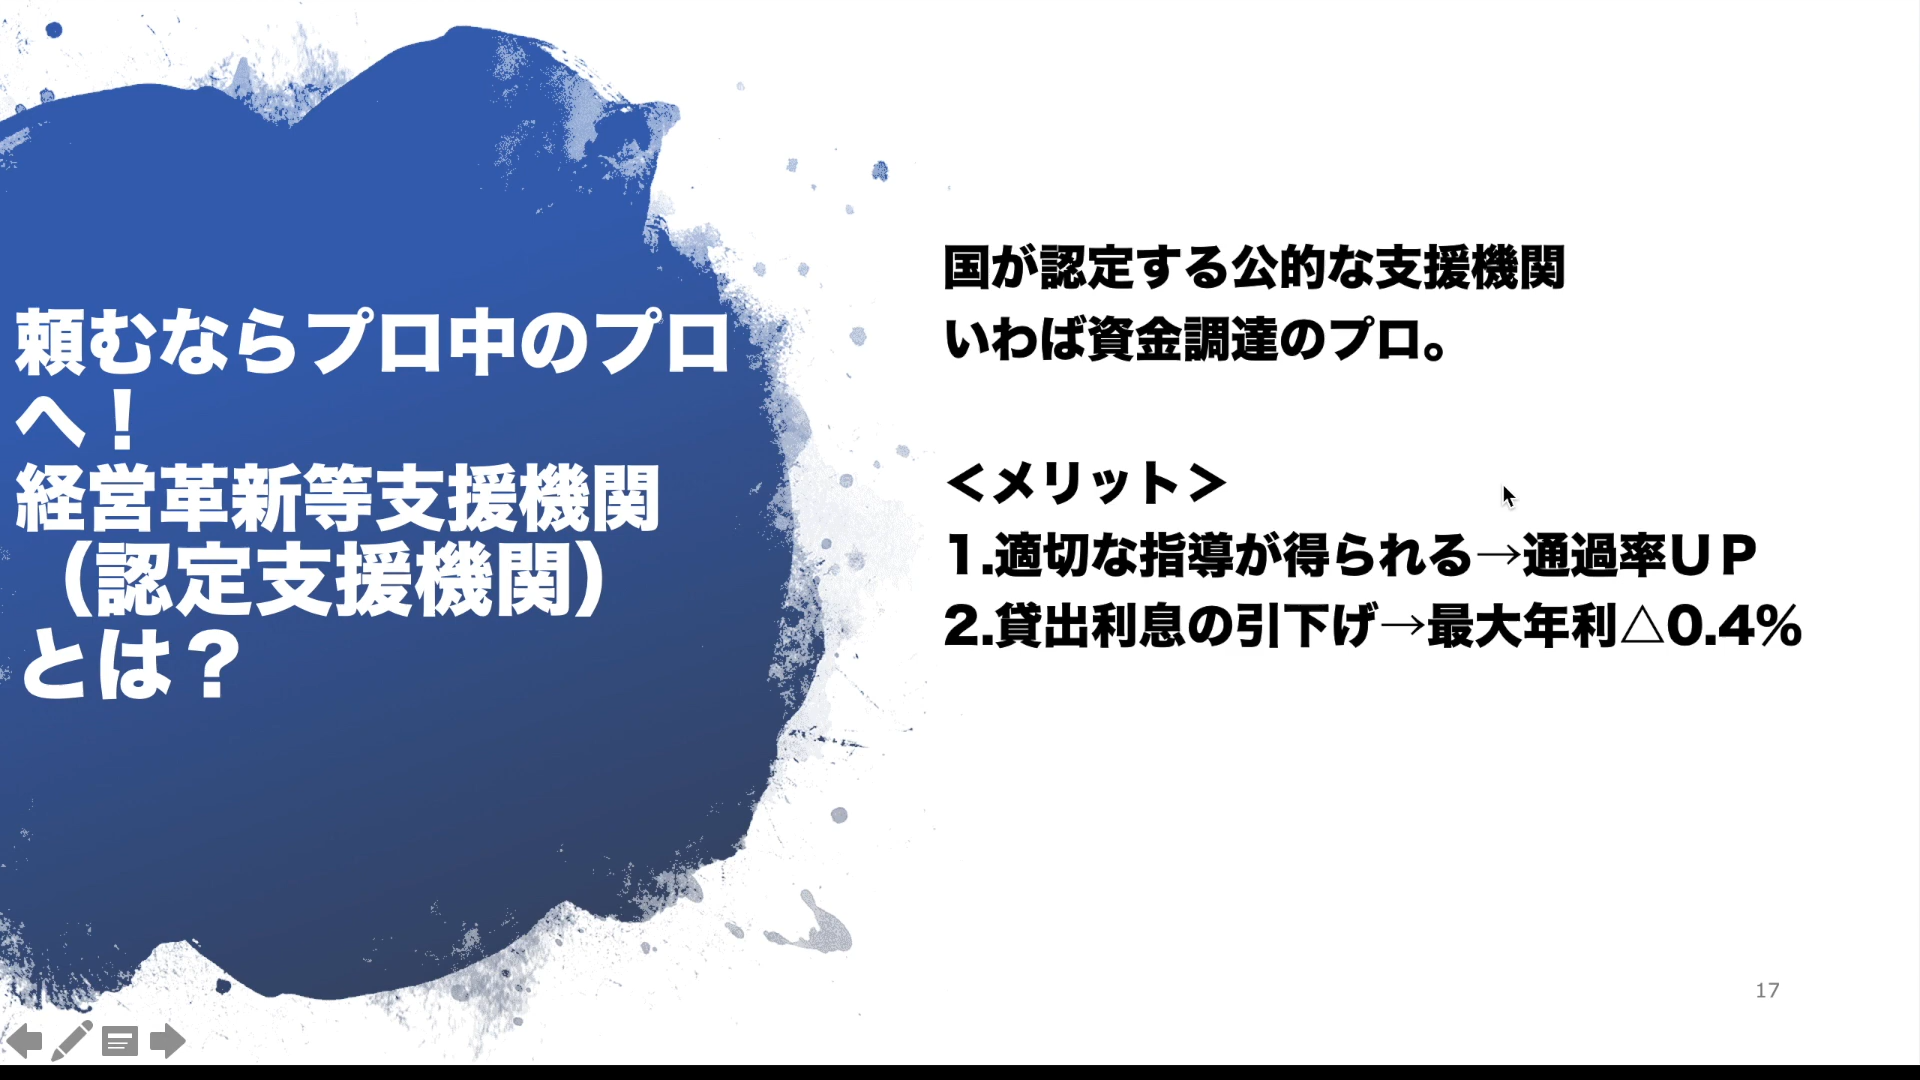 頼むならプロ中のプロ
へ！
経営革新等支援機関
（認定支援機関）
とは？
国が認定する公的な支援機関
いわば資金調達のプロ。
＜メリット＞
1.適切な指導が得られる→通過率ＵＰ
2.貸出利息の引下げ→最大年利△0.4%
17